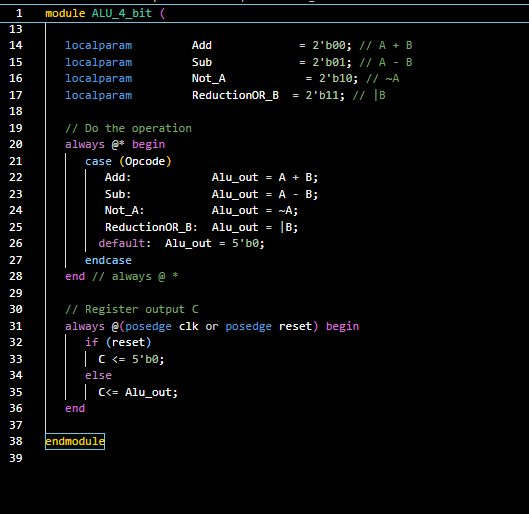 1 module ALU_4_bit (
13
14 localparam Add = 2'b00; // A + B
15 localparam Sub = 2'b01; // A - B
16 localparam Not_A = 2'b10; // ~A
17 localparam ReductionOR_B = 2'b11; // |B
18
19 // Do the operation
20 always @* begin
21 case (Opcode)
22 Add: Alu_out = A + B;
23 Sub: Alu_out = A - B;
24 Not_A: Alu_out = ~A;
25 ReductionOR_B: Alu_out = |B;
26 default: Alu_out = 5'b0;
27 endcase
28 end // always @ *
29
30 // Register output C
31 always @(posedge clk or posedge reset) begin
32 if (reset)
33 C <= 5'b0;
34 else
35 C<= Alu_out;
36 end
37
38 endmodule
39